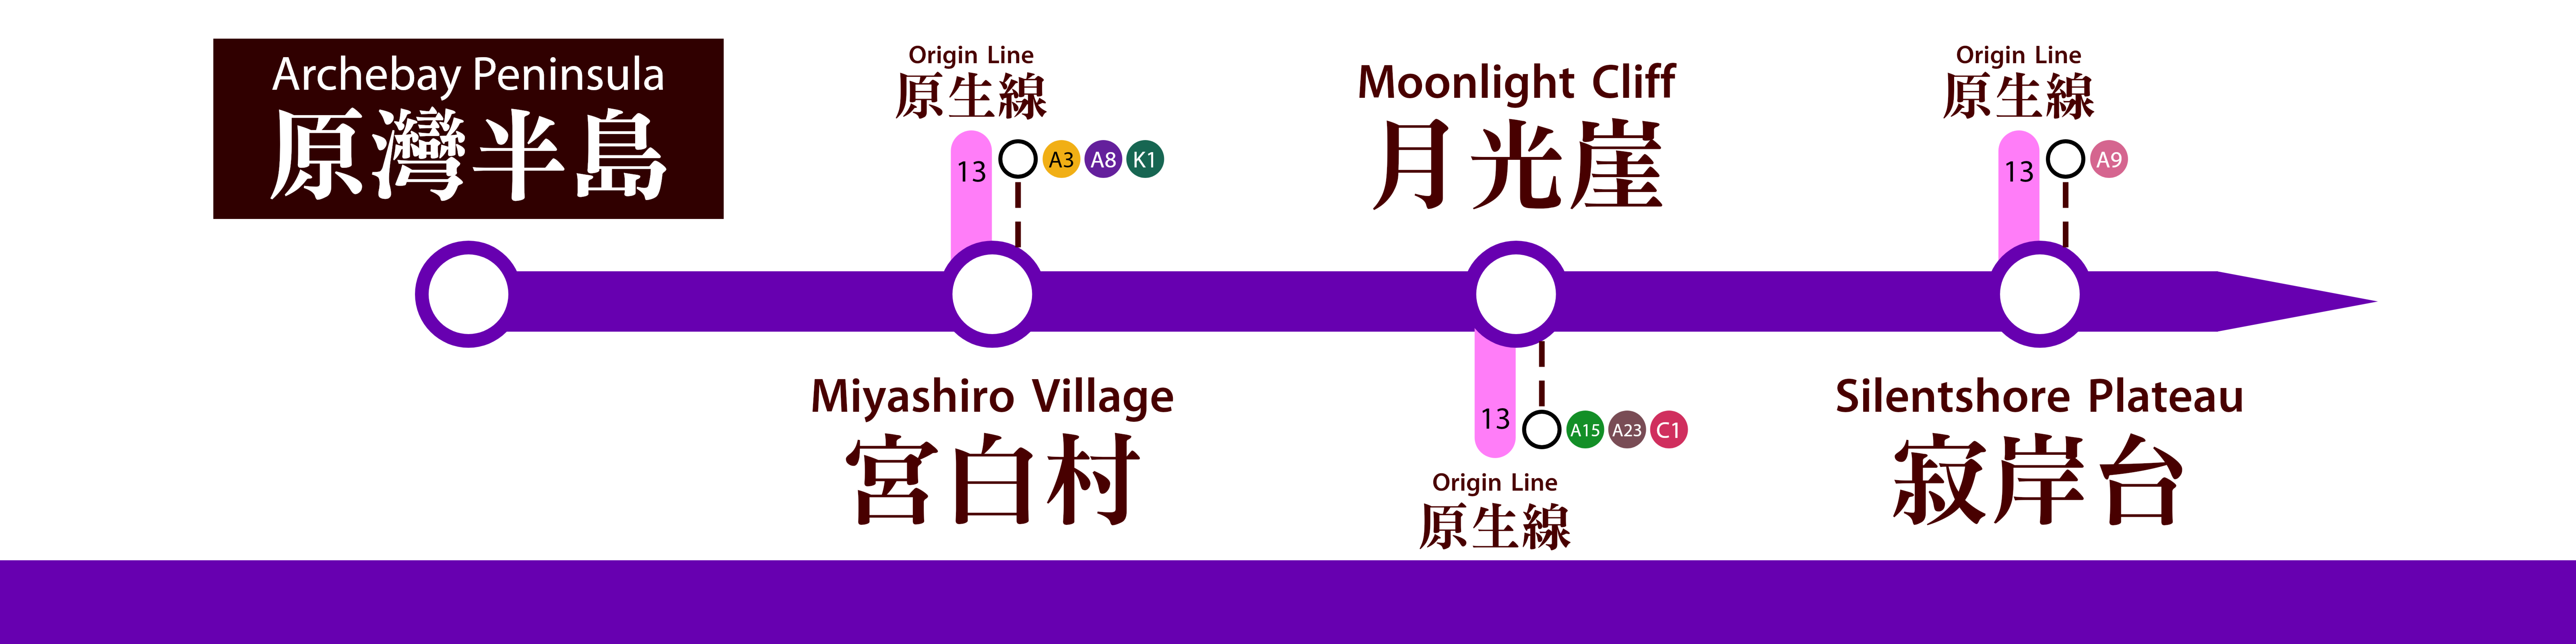 Archebay Peninsula
原灣半島
Origin Line
原生線
13
A3 A8 K1
Miyashiro Village
宮白村
Moonlight Cliff
月光崖
13
A15 A23 C1
Origin Line
原生線
Origin Line
原生線
13
A9
Silentshore Plateau
寂岸台